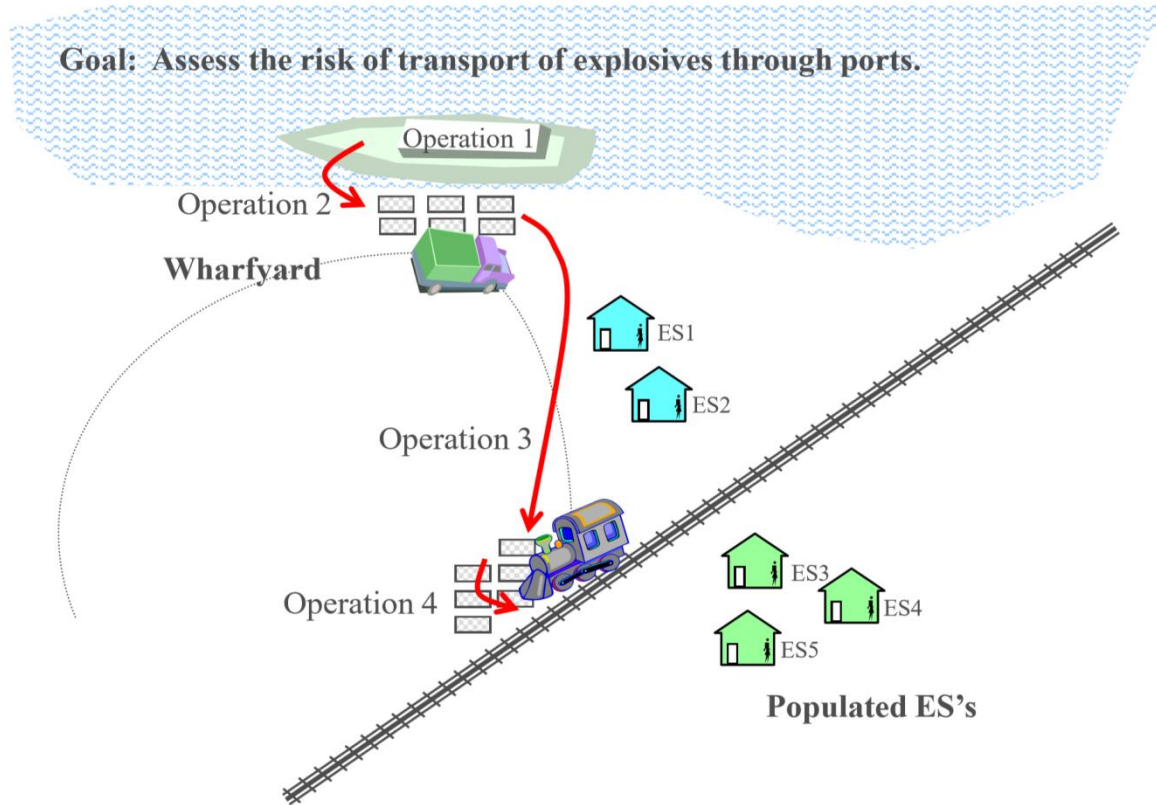 Goal:  Assess the risk of transport of explosives through ports.
Operation 1
Operation 2
Wharfyard
ES1
ES2
Operation 3
ES3
Operation 4
ES4
ES5
Populated ES's